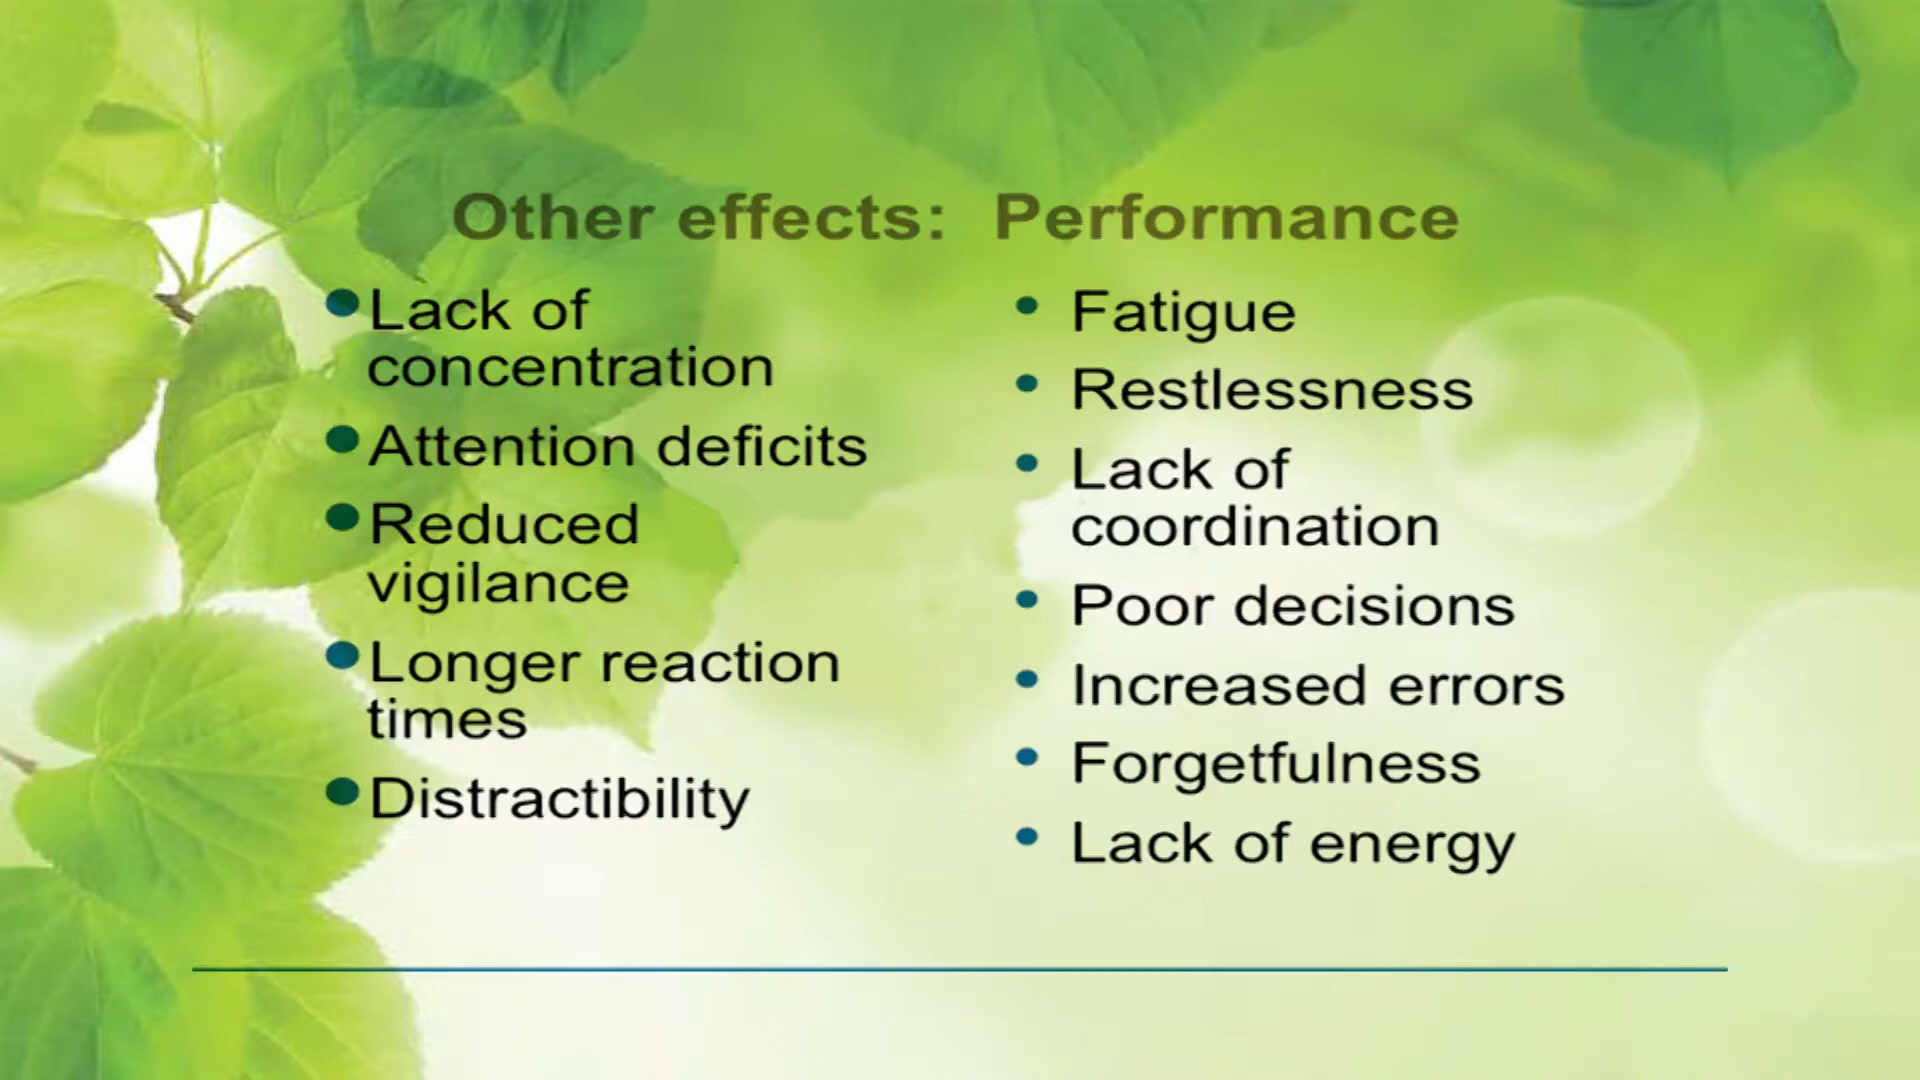 Other effects: Performance
•Lack of
concentration
•Attention deficits
•Reduced
vigilance
•Longer reaction
times
•Distractibility
• Fatigue
• Restlessness
• Lack of
coordination
• Poor decisions
• Increased errors
• Forgetfulness
• Lack of energy